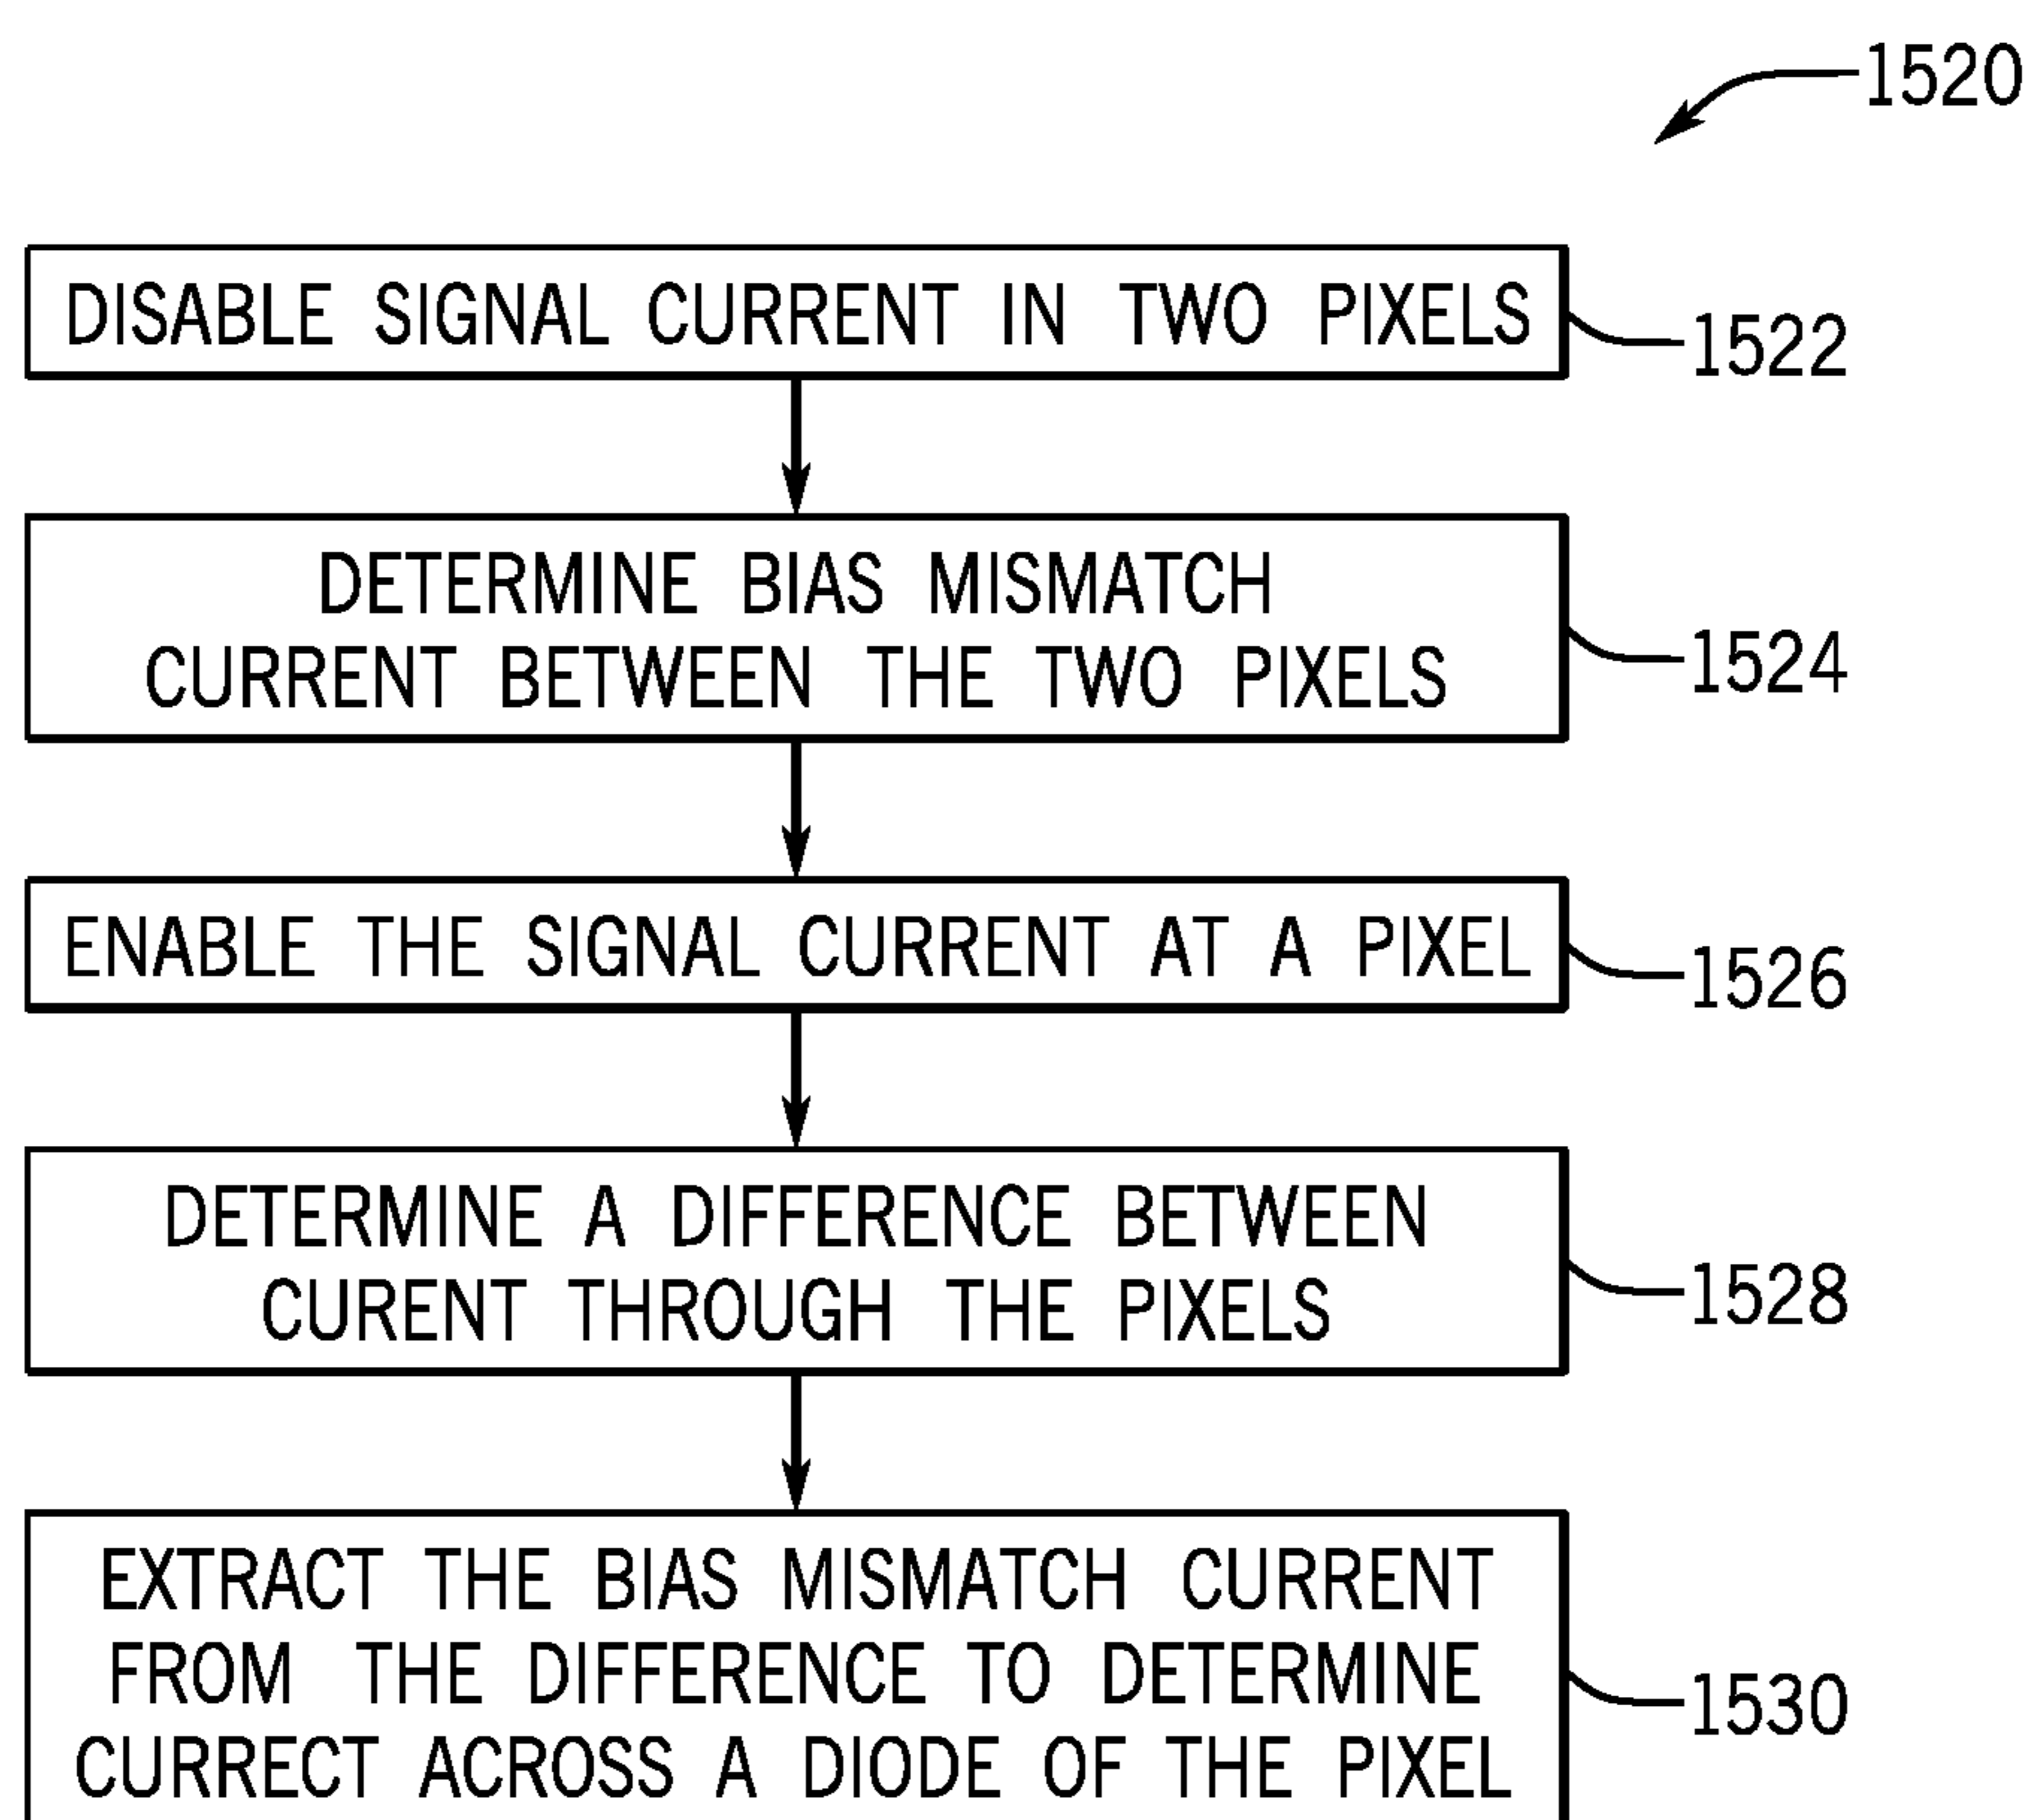 1520
DISABLE SIGNAL CURRENT IN TWO PIXELS
1522
DETERMINE BIAS MISMATCH
CURRENT BETWEEN THE TWO PIXELS
1524
ENABLE THE SIGNAL CURRENT AT A PIXEL
1526
DETERMINE A DIFFERENCE BETWEEN
CURENT THROUGH THE PIXELS
1528
EXTRACT THE BIAS MISMATCH CURRENT
FROM THE DIFFERENCE TO DETERMINE
CURRECT ACROSS A DIODE OF THE PIXEL
1530